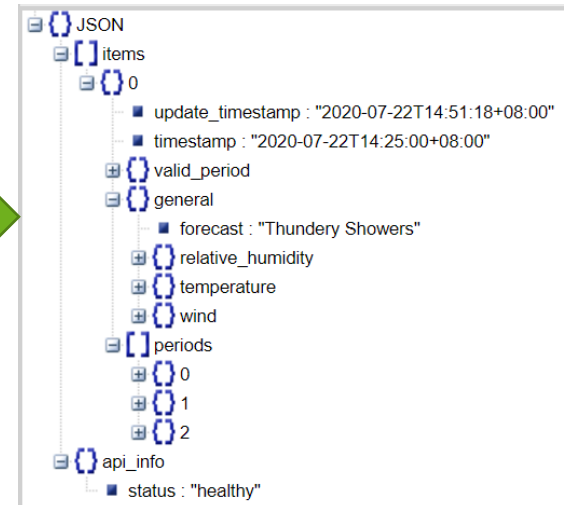 JSON
items
0
update_timestamp : "2020-07-22T14:51:18+08:00"
timestamp : "2020-07-22T14:25:00+08:00"
valid_period
general
forecast : "Thundery Showers"
relative_humidity
temperature
wind
periods
0
1
2
api_info
status : "healthy"